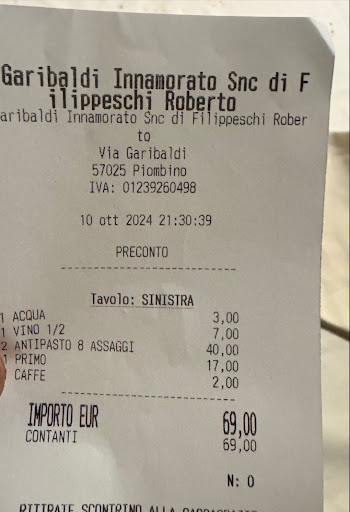 Garibaldi Innamorato Snc di F
ilippeschi Roberto
aribaldi Innamorato Snc di Filippeschi Rober
to
Via Garibaldi
57025 Piombino
IVA: 01239260498
10 ott 2024 21:30:39
PRECONTO
Tavolo: SINISTRA
1 ACQUA 3,00
1 VINO 1/2 7,00
2 ANTIPASTO 8 ASSAGGI 40,00
1 PRIMO 17,00
CAFFE 2,00
IMPORTO EUR 69,00
CONTANTI 69,00
N: 0
RITIRATE SCONTRINO ALLA